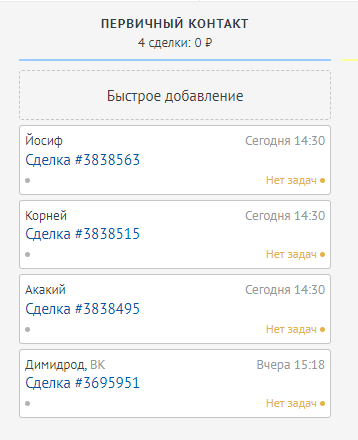 ПЕРВИЧНЫЙ КОНТАКТ
4 сделки: 0 ₽
Быстрое добавление
Йосиф Сегодня 14:30
Сделка #3838563
Нет задач
Корней Сегодня 14:30
Сделка #3838515
Нет задач
Акакий Сегодня 14:30
Сделка #3838495
Нет задач
Димидрод, ВК Вчера 15:18
Сделка #3695951
Нет задач